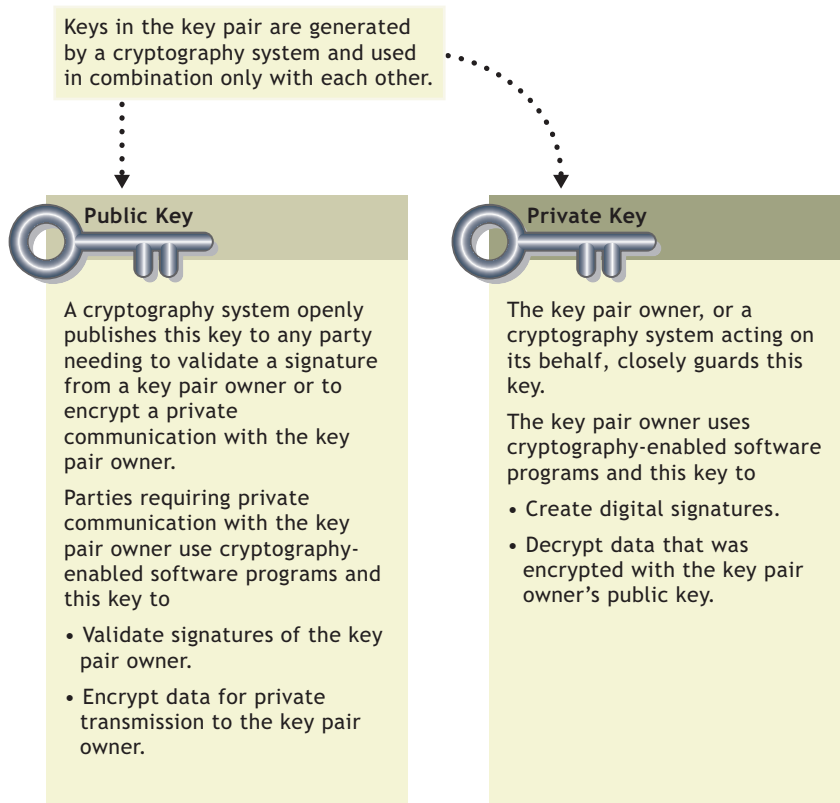 Keys in the key pair are generated
by a cryptography system and used
in combination only with each other.
Public Key
A cryptography system openly
publishes this key to any party
needing to validate a signature
from a key pair owner or to
encrypt a private
communication with the key
pair owner.
Parties requiring private
communication with the key
pair owner use cryptography-
enabled software programs and
this key to
• Validate signatures of the key
pair owner.
• Encrypt data for private
transmission to the key pair
owner.
Private Key
The key pair owner, or a
cryptography system acting on
its behalf, closely guards this
key.
The key pair owner uses
cryptography-enabled software
programs and this key to
• Create digital signatures.
• Decrypt data that was
encrypted with the key pair
owner’s public key.